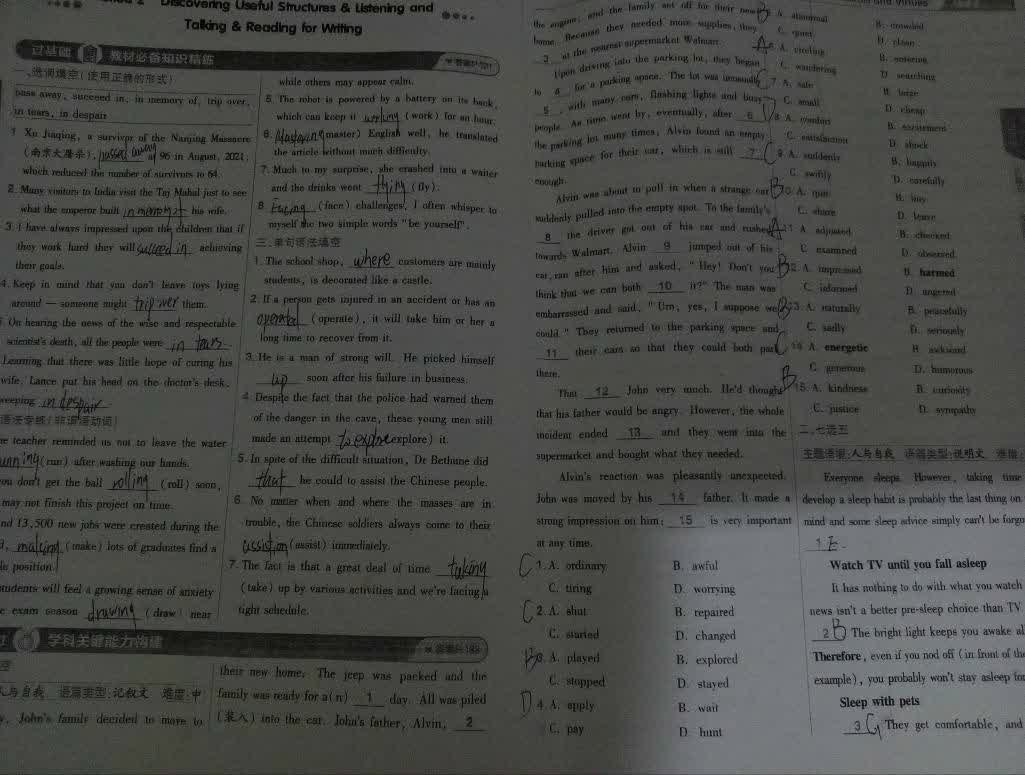 Discovering Useful Structures & Listening and
Talking & Reading for Writing
过基础 教材必备知识精练
一、选词填空(使用正确的形式)
pass away, succeed in, in memory of, trip over,
in tears, in despair
1. Xu Jiaqing, a survivor of the Nanjing Massacre
(南京大屠杀), passed away at 96 in August, 2021,
which reduced the number of survivors to 64.
2. Many visitors to India visit the Taj Mahal just to see
what the emperor built in memory of his wife.
3. I have always impressed upon the children that if
they work hard they will succeed in achieving
their goals.
4. Keep in mind that you don't leave toys lying
around — someone might trip over them.
On hearing the news of the wise and respectable
scientist's death, all the people were in tears
Learning that there was little hope of curing his
wife, Lance put his head on the doctor's desk,
weeping in despair
语法专练(非谓语动词)
teacher reminded us not to leave the water
(run) after washing our hands.
you don't get the ball rolling (roll) soon,
may not finish this project on time.
13,500 new jobs were created during the
making (make) lots of graduates find a
position.
students will feel a growing sense of anxiety
exam season drawing (draw) near
学科关键能力构建
人与自我 语篇类型:记叙文 难度:中
John's family decided to move to
while others may appear calm.
5. The robot is powered by a battery on its back,
which can keep it working (work) for an hour.
6. (master) English well, he translated
the article without much difficulty.
7. Much to my surprise, she crashed into a waiter
and the drinks went flying (fly).
8. Facing (face) challenges, I often whisper to
myself the two simple words "be yourself".
三、单句语法填空
1. The school shop, where customers are mainly
students, is decorated like a castle.
2. If a person gets injured in an accident or has an
operated (operate), it will take him or her a
long time to recover from it.
3. He is a man of strong will. He picked himself
up soon after his failure in business.
4. Despite the fact that the police had warned them
of the danger in the cave, these young men still
made an attempt to explore (explore) it.
5. In spite of the difficult situation, Dr Bethune did
that he could to assist the Chinese people.
6. No matter when and where the masses are in
trouble, the Chinese soldiers always come to their
(assist) immediately.
7. The fact is that a great deal of time taking
(take) up by various activities and we're facing a
tight schedule.
their new home. The jeep was packed and the
family was ready for a(n) 1 day. All was piled
(装入) into the car. John's father, Alvin, 2
the engine, and the family set off for their new
home. Because they needed more supplies, they
3 at the nearest supermarket Walmart.
Upon driving into the parking lot, they began
to 4 for a parking space. The lot was unusually
5 with many cars, flashing lights and busy
people. As time went by, eventually, after 6
the parking lot many times, Alvin found an empty
parking space for their car, which is still 7
enough.
Alvin was about to pull in when a strange car
suddenly pulled into the empty spot. To the family's
8 the driver got out of his car and rushed
towards Walmart. Alvin 9 jumped out of his
car, ran after him and asked, "Hey! Don't you
think that we can both 10 it?" The man was
embarrassed and said, "Um, yes, I suppose we
could." They returned to the parking space and
11 their cars so that they could both park
there.
That 12 John very much. He'd thought
that his father would be angry. However, the whole
incident ended 13 and they went into the
supermarket and bought what they needed.
Alvin's reaction was pleasantly unexpected.
John was moved by his 14 father. It made a
strong impression on him: 15 is very important
at any time.
C 1. A. ordinary B. awful
C. tiring D. worrying
C 2. A. shut B. repaired
C. started D. changed
B 3. A. played B. explored
C. stopped D. stayed
D 4. A. apply B. wait
C. pay D. hunt
B 5. A. abnormal B. crowded
C. quiet D. clean
A 6. A. circling B. entering
C. wandering D. searching
C 7. A. safe B. large
C. small D. cheap
8. A. comfort B. excitement
C. satisfaction D. shock
C 9. A. suddenly B. happily
C. swiftly D. carefully
B. buy
C. share D. leave
A 11. A. adjusted B. checked
C. examined D. observed
B 12. A. impressed B. harmed
C. informed D. angered
B 13. A. naturally B. peacefully
C. sadly D. seriously
C 14. A. energetic B. awkward
C. generous D. humorous
B 15. A. kindness B. curiosity
C. justice D. sympathy
二、七选五
主题语境:人与自我 语篇类型:说明文 难度:
Everyone sleeps. However, taking time
develop a sleep habit is probably the last thing on
mind and some sleep advice simply can't be forgo
1 E
Watch TV until you fall asleep
It has nothing to do with what you watch
news isn't a better pre-sleep choice than TV
2 B The bright light keeps you awake al
Therefore, even if you nod off (in front of the
example), you probably won't stay asleep for
Sleep with pets
3 G They get comfortable, and